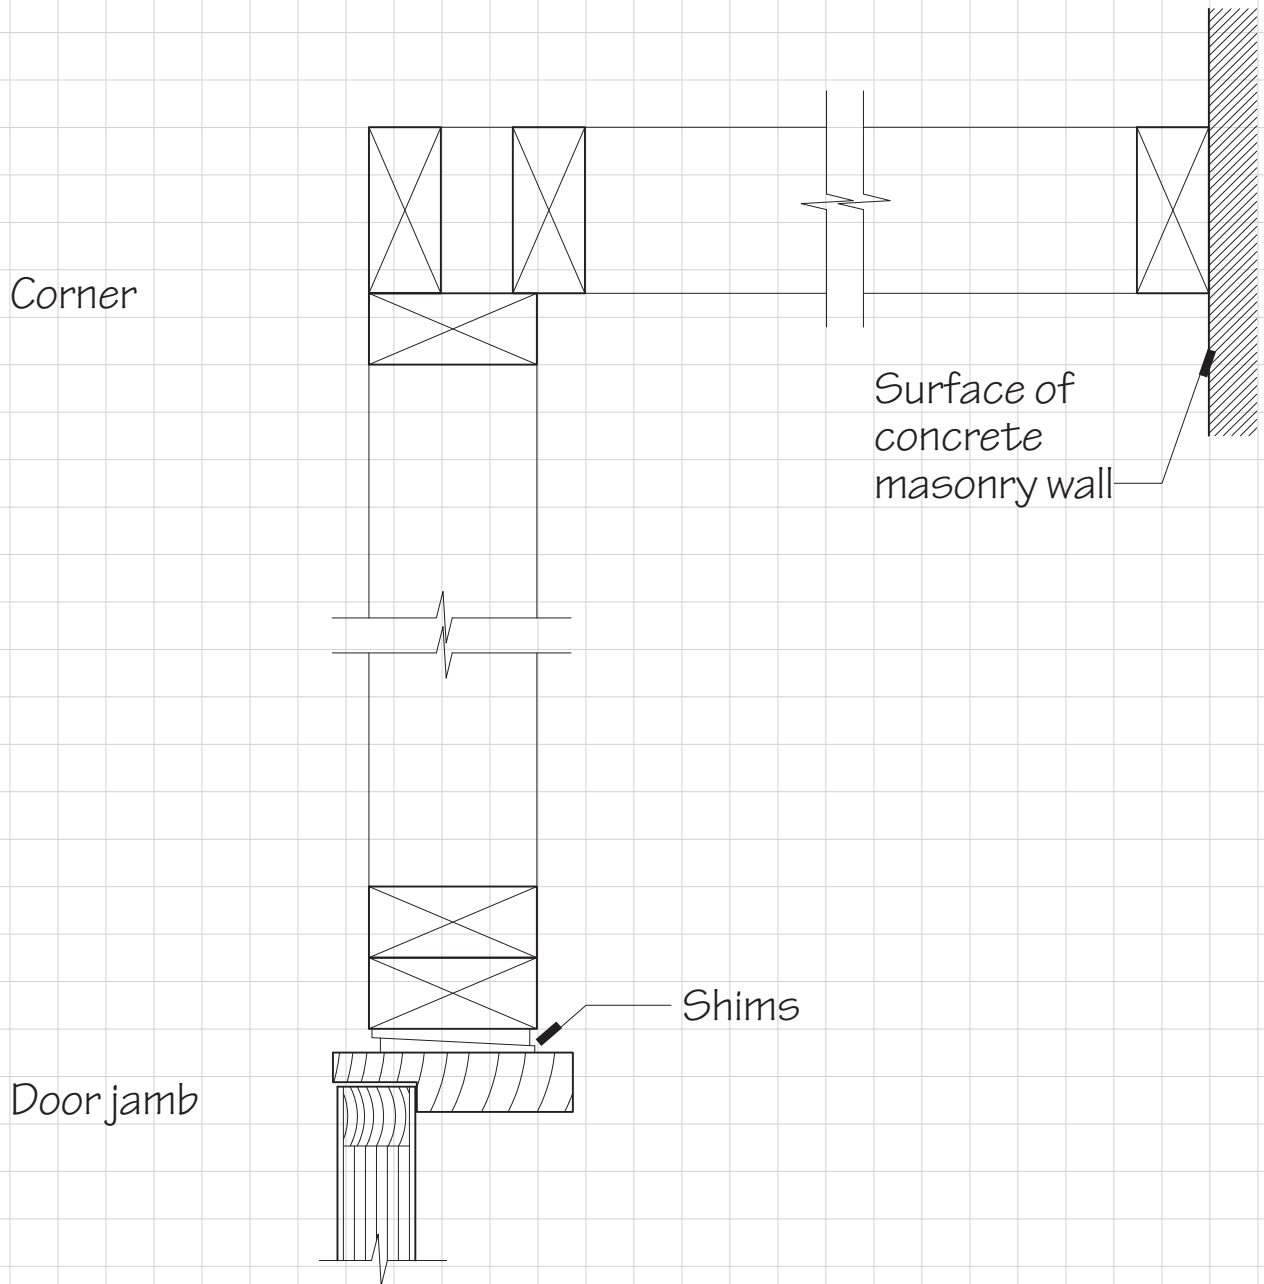 Corner
Surface of
concrete
masonry wall
Shims
Door jamb